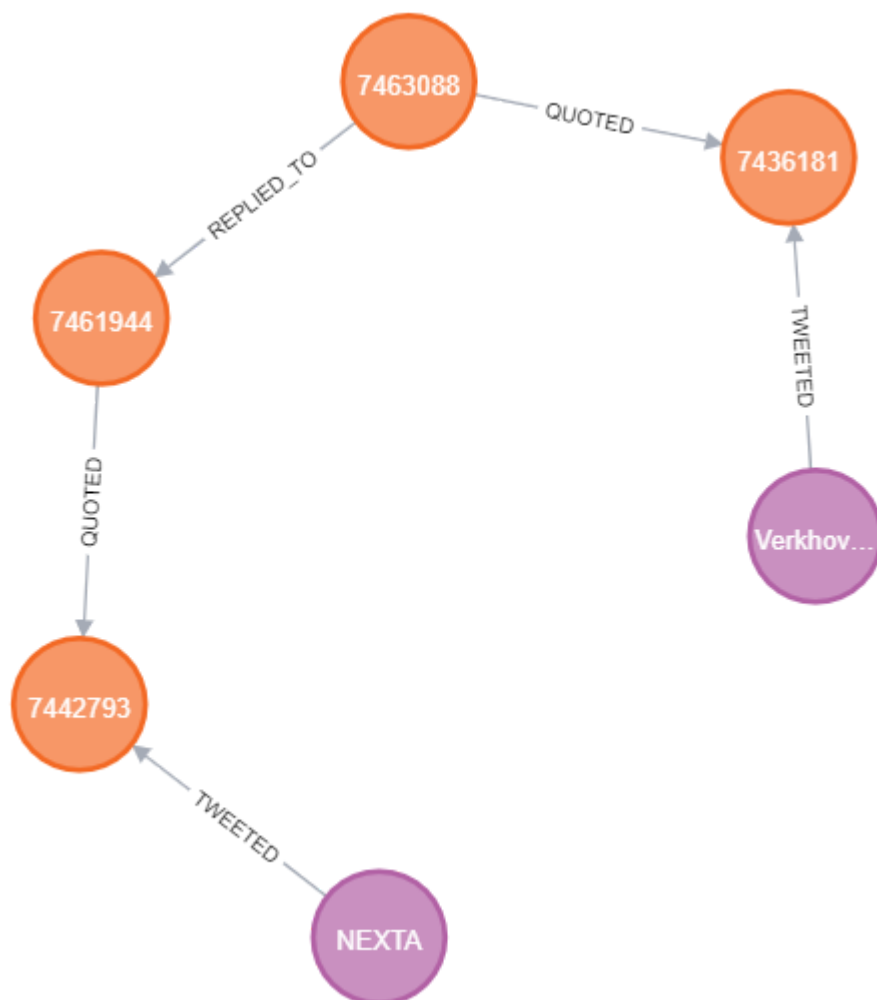 7463088
QUOTED
7436181
REPLIED_TO
7461944
TWEETED
QUOTED
Verkhov...
7442793
TWEETED
NEXTA